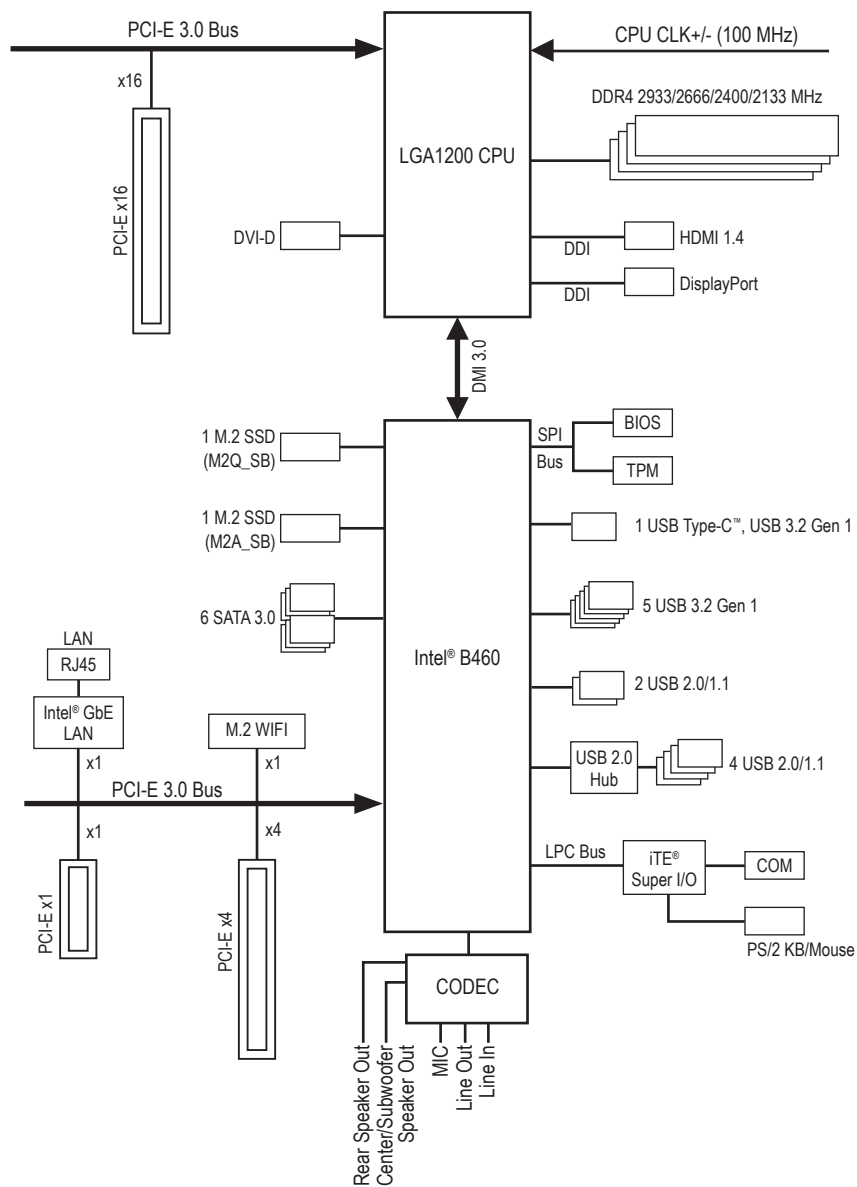 PCI-E 3.0 Bus
CPU CLK+/- (100 MHz)
x16
DDR4 2933/2666/2400/2133 MHz
LGA1200 CPU
PCI-E x16
DVI-D
DDI
HDMI 1.4
DDI
DisplayPort
DMI 3.0
1 M.2 SSD
(M2Q_SB)
SPI
Bus
BIOS
TPM
1 M.2 SSD
(M2A_SB)
1 USB Type-C™, USB 3.2 Gen 1
6 SATA 3.0
5 USB 3.2 Gen 1
Intel® B460
LAN
RJ45
Intel® GbE
LAN
x1
M.2 WIFI
x1
2 USB 2.0/1.1
USB 2.0
Hub
4 USB 2.0/1.1
PCI-E 3.0 Bus
x1
x4
PCI-E x1
PCI-E x4
LPC Bus
iTE®
Super I/O
COM
PS/2 KB/Mouse
CODEC
Rear Speaker Out
Center/Subwoofer
Speaker Out
MIC
Line Out
Line In